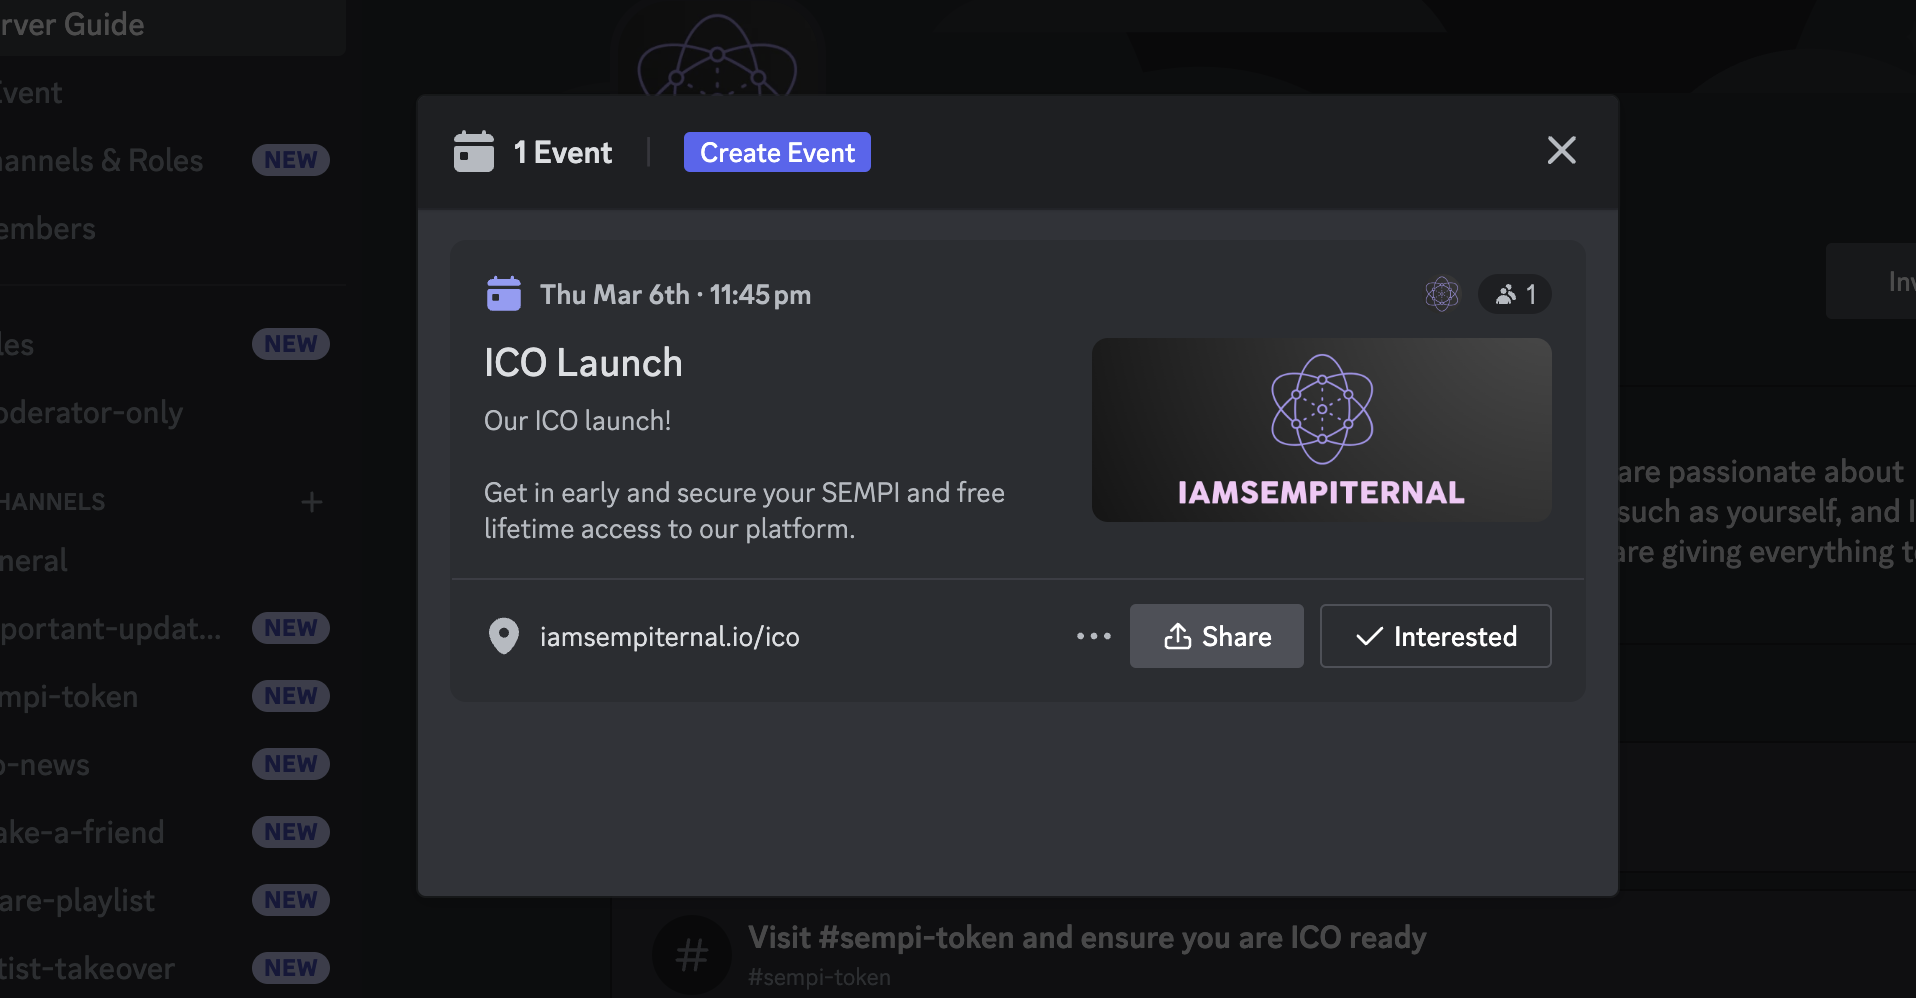 rver Guide
Event
hannels & Roles NEW
embers
les NEW
oderator-only
HANNELS
neral
portant-updat... NEW
mpi-token NEW
o-news NEW
ake-a-friend NEW
are-playlist NEW
tist-takeover NEW
1 Event
Create Event
Thu Mar 6th · 11:45 pm
1
ICO Launch
Our ICO launch!
Get in early and secure your SEMPI and free
lifetime access to our platform.
IAMSEMPITERNAL
iamsempiternal.io/ico
Share
Interested
Inv
are passionate about
such as yourself, and I
are giving everything to
Visit #sempi-token and ensure you are ICO ready
#sempi-token